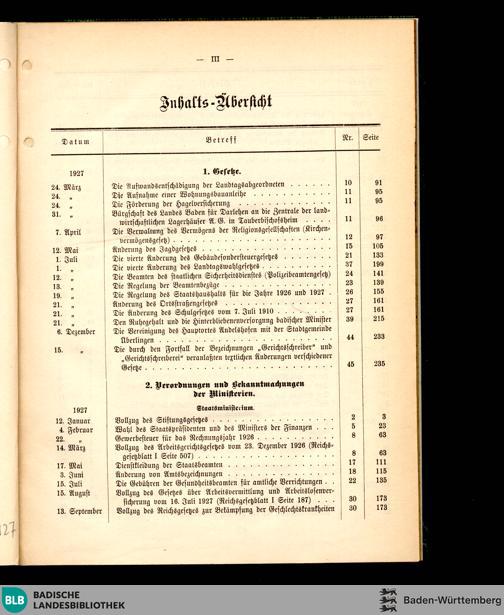 — III —
Inhalts-Übersicht
Datum Betreff Nr. Seite
1927 1. Gesetze.
24. März Die Aufwandsentschädigung der Landtagsabgeordneten . . . . . . 10 91
24. „ Die Aufnahme einer Wohnungsbauanleihe . . . . . . 11 95
24. „ Die Förderung der Hagelversicherung . . . . . . 11 95
31. „ Bürgschaft des Landes Baden für Darlehen an die Zentrale der land-
wirtschaftlichen Lagerhäuser A. G. in Tauberbischofsheim . . . . 11 96
7. April Die Verwaltung des Vermögens der Religionsgesellschaften (Kirchen-
vermögensgesetz) . . . . . . 12 97
12. Mai Änderung des Jagdgesetzes . . . . . . 15 105
1. Juli Die vierte Änderung des Gebäudesondersteuergesetzes . . . . . . 21 133
1. „ Die vierte Änderung des Landtagswahlgesetzes . . . . . . 37 199
12. „ Die Beamten des staatlichen Sicherheitsdienstes (Polizeibeamtengesetz) 24 141
13. „ Die Regelung der Beamtenbezüge . . . . . . 23 139
19. „ Die Regelung des Staatshaushalts für die Jahre 1926 und 1927 . 26 155
21. „ Änderung des Ortsstraßengesetzes . . . . . . 27 161
21. „ Die Änderung des Schulgesetzes vom 7. Juli 1910 . . . . . . 27 161
21. „ Den Ruhegehalt und die Hinterbliebenenversorgung badischer Minister 39 215
6. Dezember Die Vereinigung des Hauptortes Andelshofen mit der Stadtgemeinde
Überlingen . . . . . . 44 233
15. „ Die durch den Fortfall der Bezeichnungen „Gerichtsschreiber“ und
„Gerichtsschreiberei“ veranlaßten textlichen Änderungen verschiedener
Gesetze . . . . . . 45 235
2. Verordnungen und Bekanntmachungen
der Ministerien.
Staatsministerium.
1927
12. Januar Vollzug des Stiftungsgesetzes . . . . . . 2 3
4. Februar Wahl des Staatspräsidenten und des Ministers der Finanzen . . . 5 23
22. „ Gewerbesteuer für das Rechnungsjahr 1926 . . . . . . 8 63
14. März Vollzug des Arbeitsgerichtsgesetzes vom 23. Dezember 1926 (Reichs-
gesetzblatt I Seite 507) . . . . . . 8 63
17. Mai Dienstkleidung der Staatsbeamten . . . . . . 17 111
3. Juni Änderung von Amtsbezeichnungen . . . . . . 18 115
15. Juli Die Gebühren der Gesundheitsbeamten für amtliche Verrichtungen . . 22 135
15. August Vollzug des Gesetzes über Arbeitsvermittlung und Arbeitslosenver-
sicherung vom 16. Juli 1927 (Reichsgesetzblatt I Seite 187) . . . 30 173
13. September Vollzug des Reichsgesetzes zur Bekämpfung der Geschlechtskrankheiten 30 173
127
BLB BADISCHE
LANDESBIBLIOTHEK
Baden-Württemberg